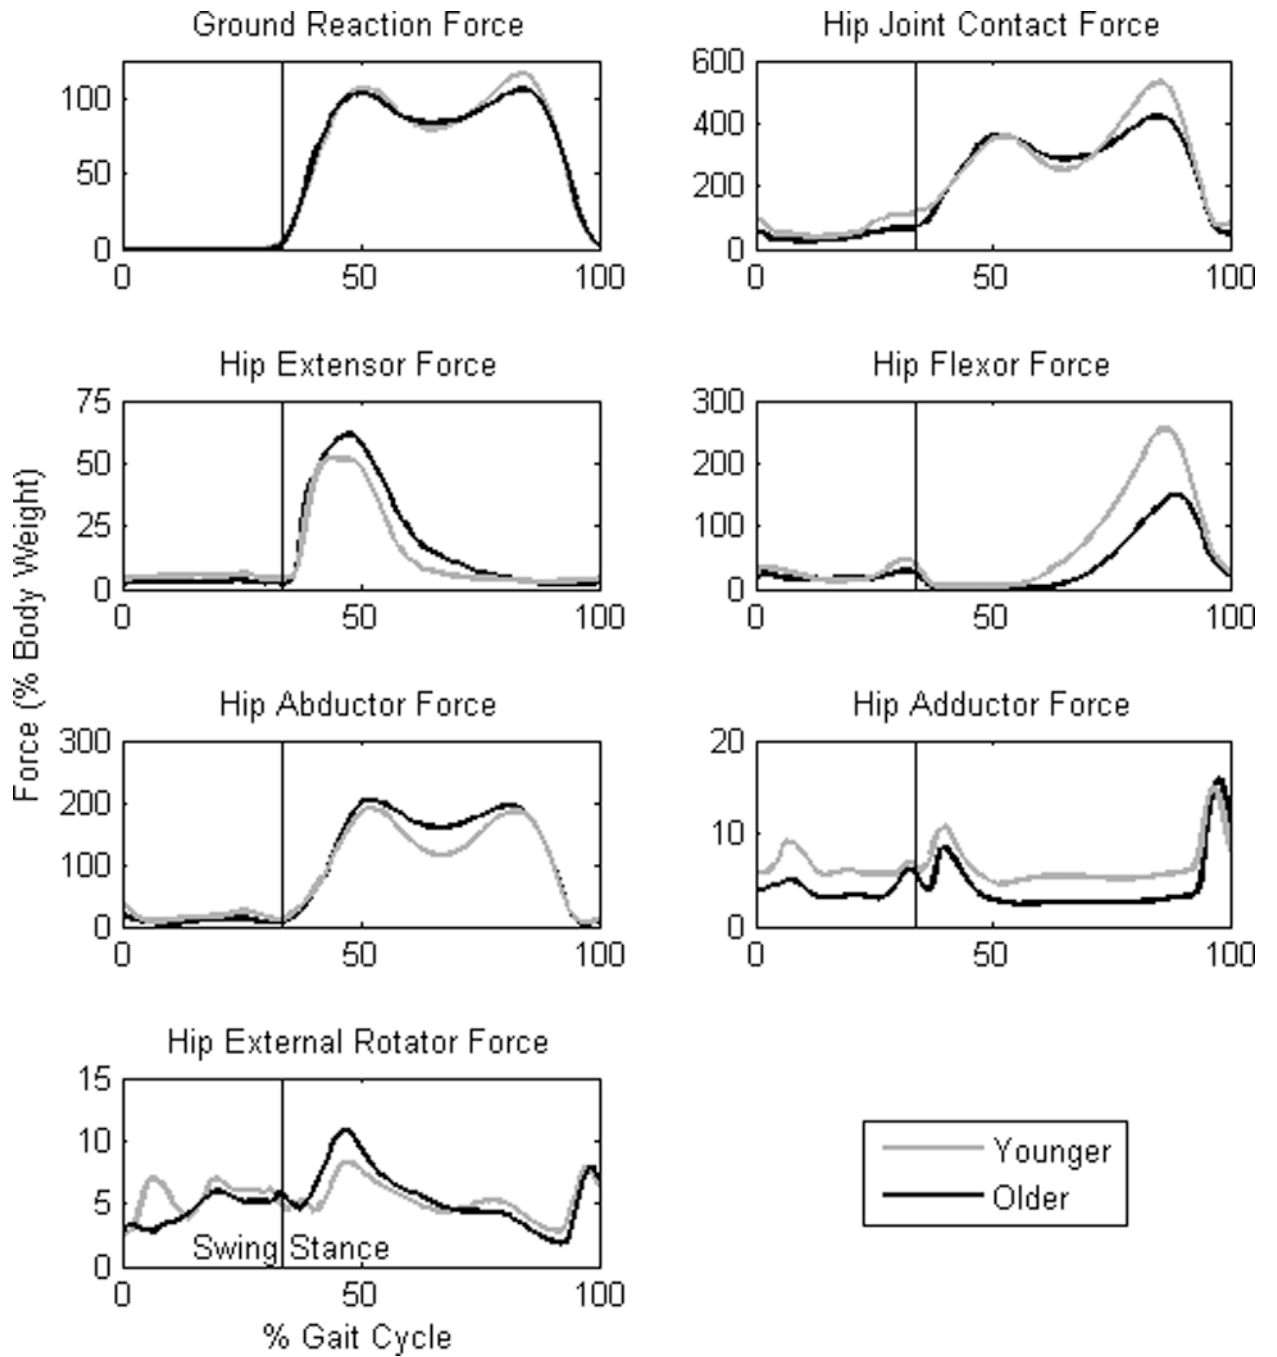 Ground Reaction Force
100
50
0
0 50 100
Hip Joint Contact Force
600
400
200
0
0 50 100
Hip Extensor Force
75
50
25
0
0 50 100
Hip Flexor Force
300
200
100
0
0 50 100
Force (% Body Weight)
Hip Abductor Force
300
200
100
0
0 50 100
Hip Adductor Force
20
10
0
0 50 100
Hip External Rotator Force
15
10
5
0
Swing Stance
0 50 100
% Gait Cycle
Younger
Older